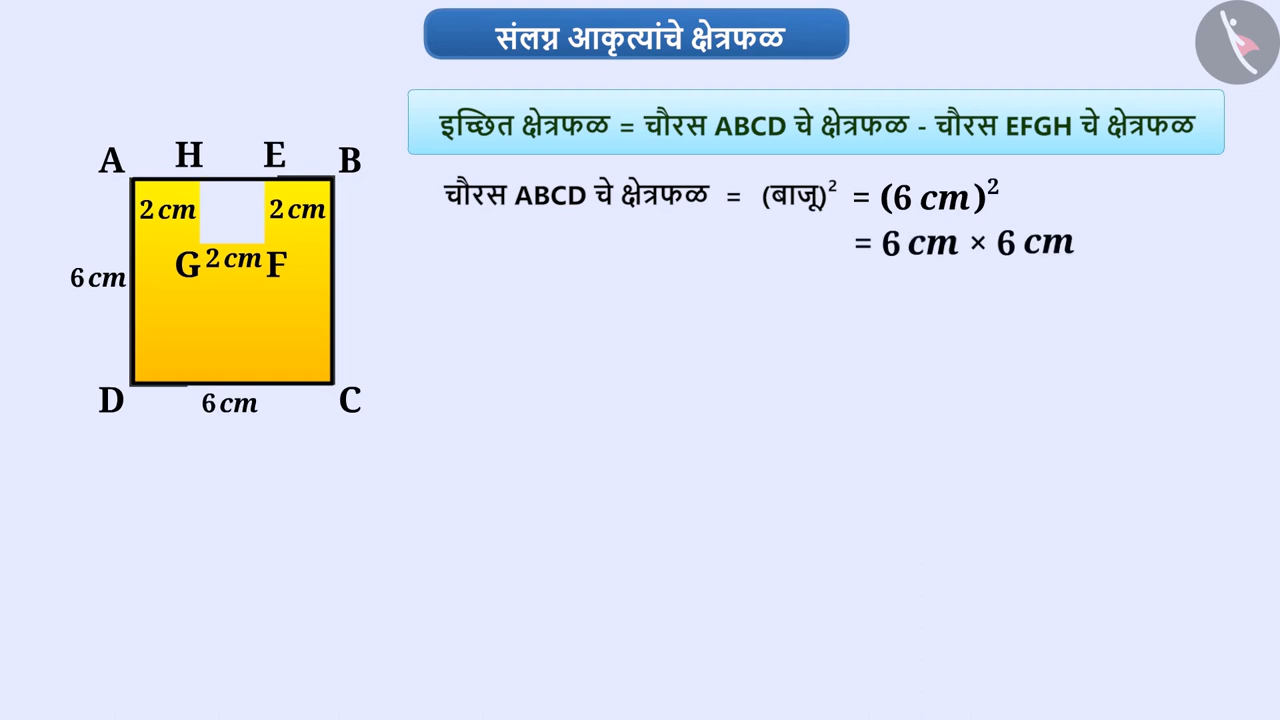 संलग्न आकृत्यांचे क्षेत्रफळ
इच्छित क्षेत्रफळ = चौरस ABCD चे क्षेत्रफळ - चौरस EFGH चे क्षेत्रफळ
A H E B
2 cm 2 cm
G 2 cm F
6 cm
D 6 cm C
चौरस ABCD चे क्षेत्रफळ = (बाजू)² = (6 cm)²
= 6 cm × 6 cm